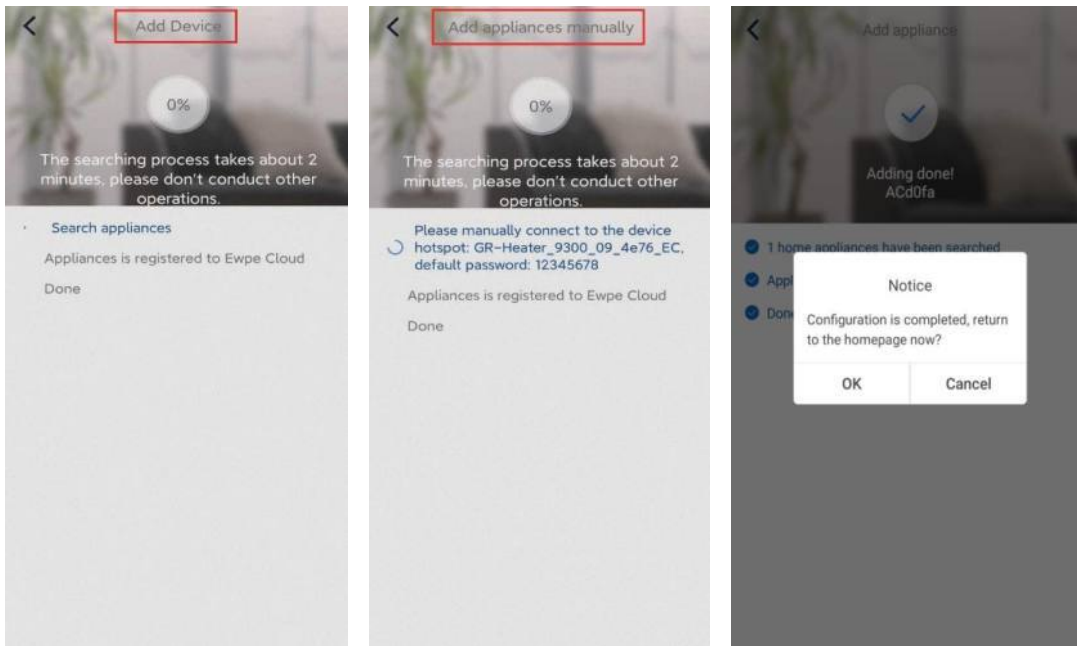 Add Device
0%
The searching process takes about 2
minutes, please don't conduct other
operations.
Search appliances
Appliances is registered to Ewpe Cloud
Done
Add appliances manually
0%
The searching process takes about 2
minutes, please don't conduct other
operations.
Please manually connect to the device
hotspot: GR-Heater_9300_09_4e76_EC,
default password: 12345678
Appliances is registered to Ewpe Cloud
Done
Add appliance
Adding done!
ACd0fa
1 home appliances have been searched
Appl
Don
Notice
Configuration is completed, return
to the homepage now?
OK
Cancel